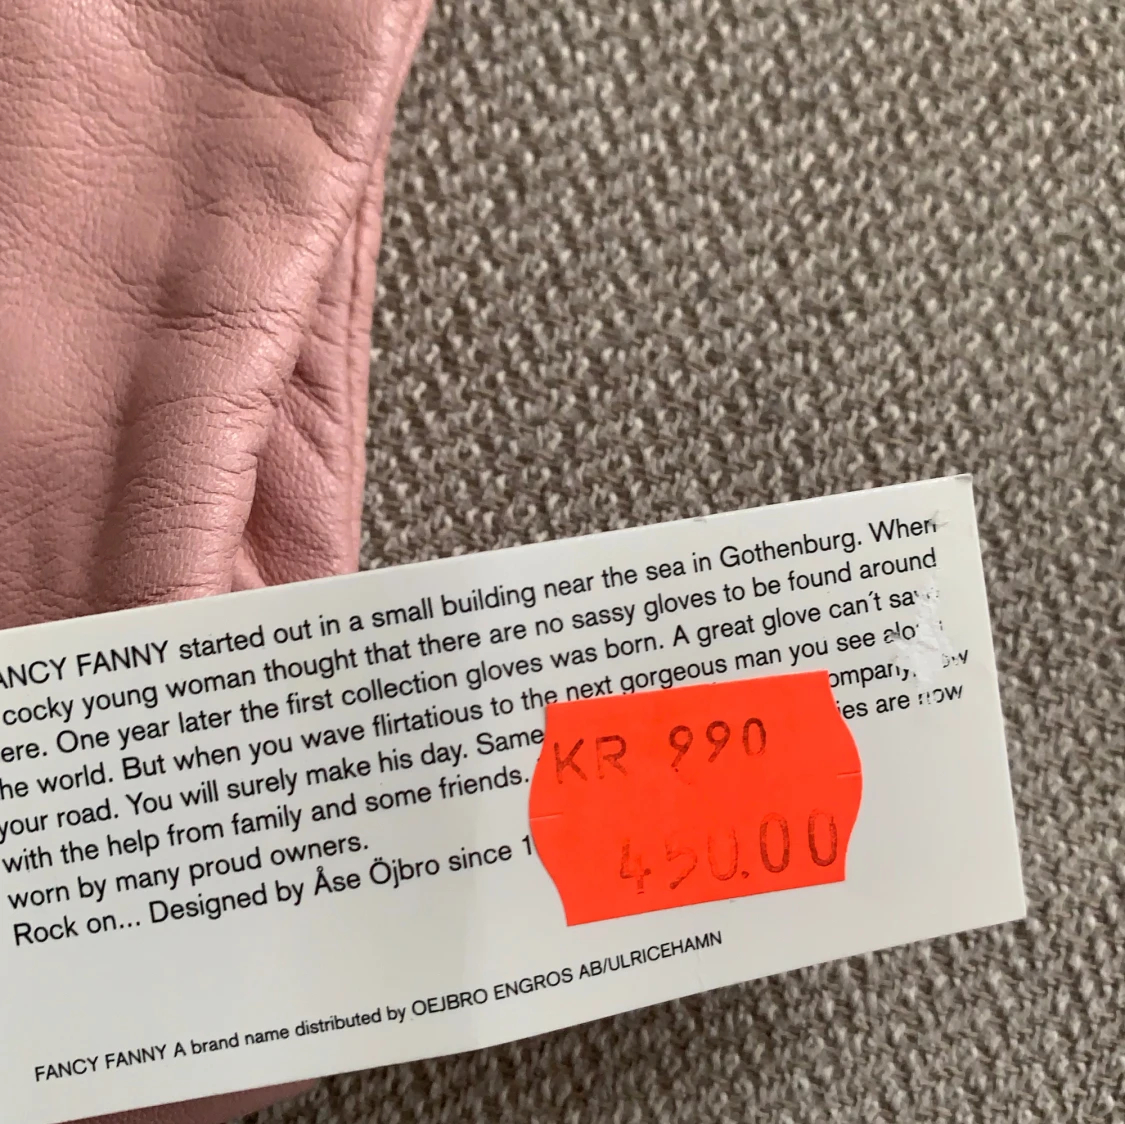 ANCY FANNY started out in a small building near the sea in Gothenburg. When
cocky young woman thought that there are no sassy gloves to be found around
ere. One year later the first collection gloves was born. A great glove can´t
he world. But when you wave flirtatious to the next gorgeous man you see
your road. You will surely make his day. Same ompany.
with the help from family and some friends. ies are now
worn by many proud owners.
Rock on... Designed by Åse Öjbro since 1
KR 990
450.00
FANCY FANNY A brand name distributed by OEJBRO ENGROS AB/ULRICEHAMN